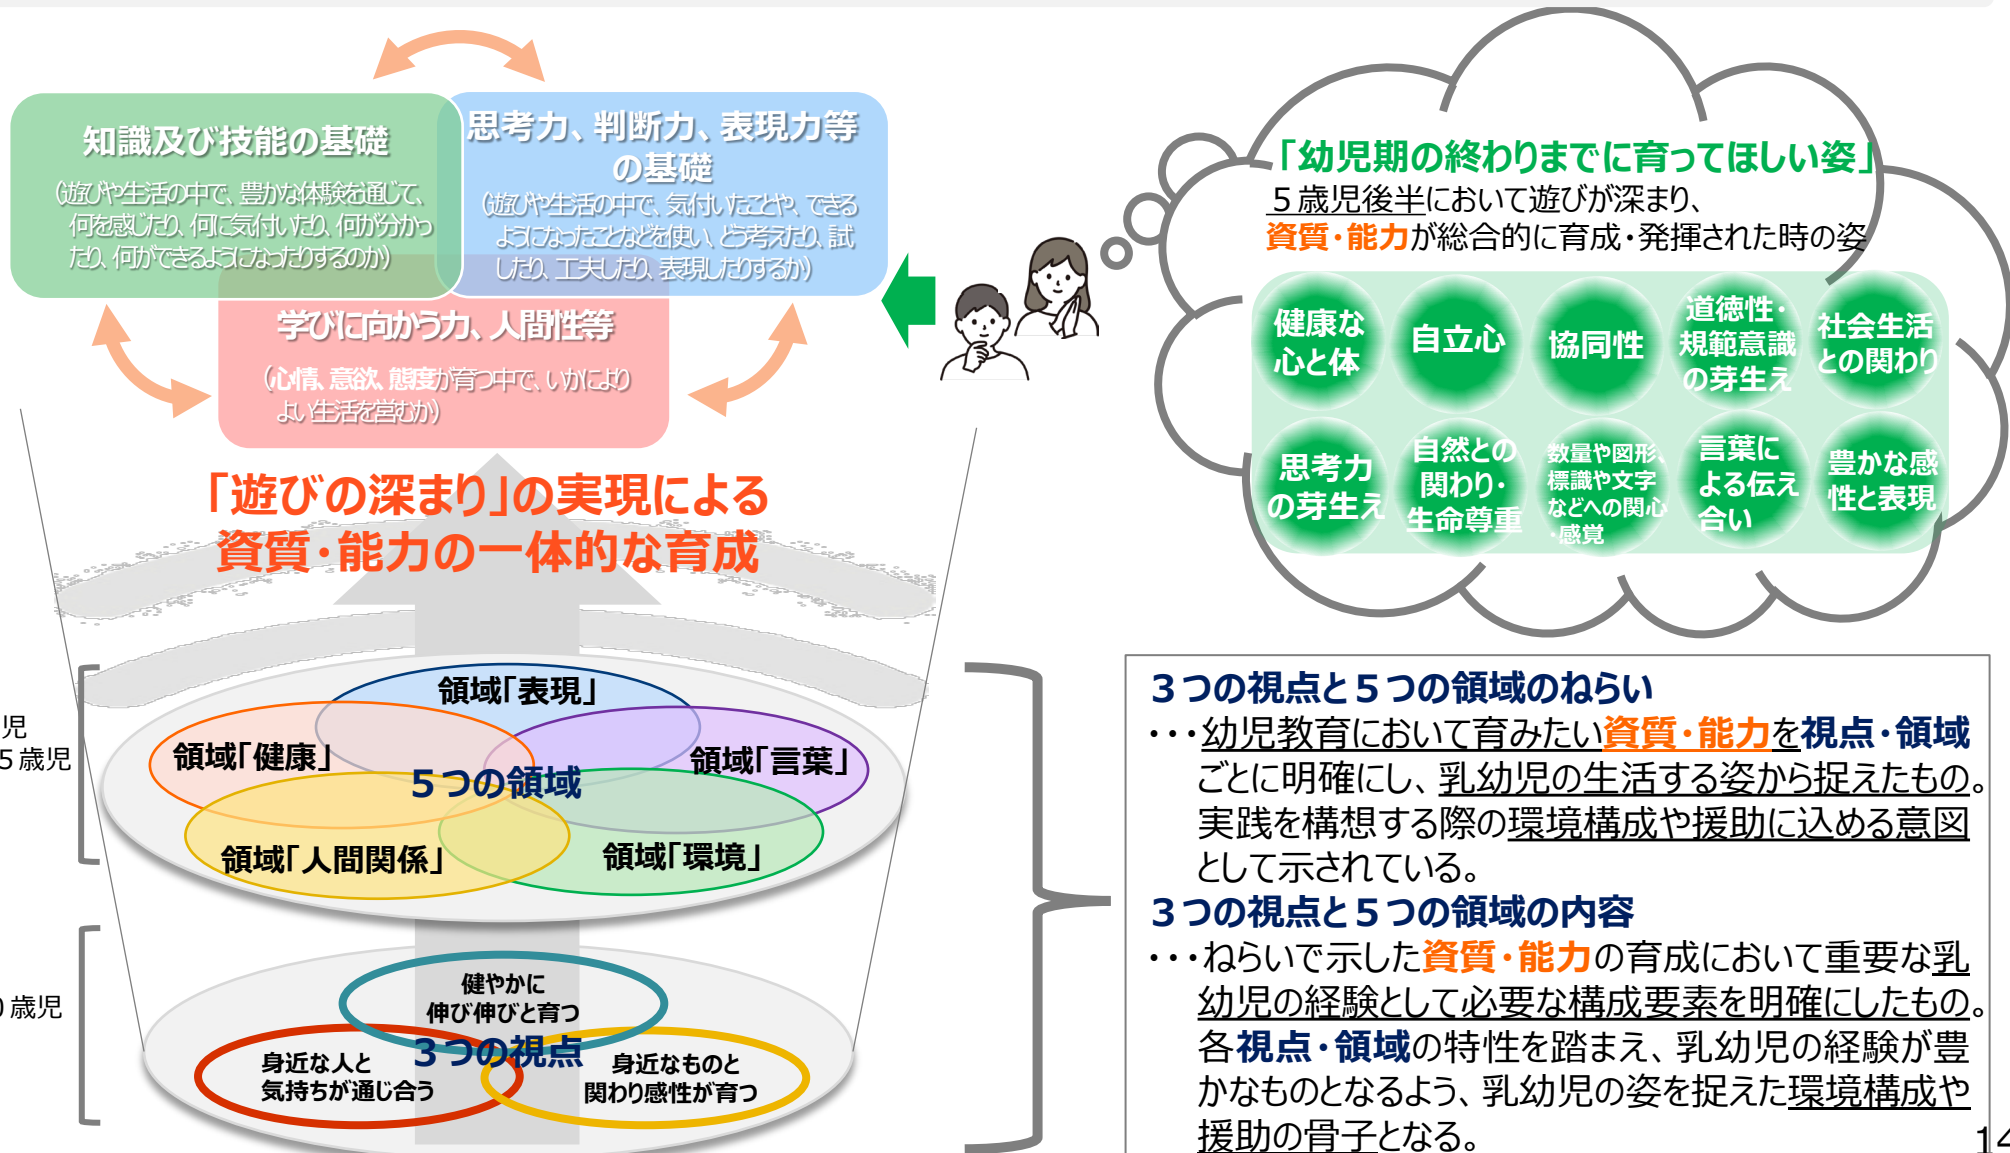 知識及び技能の基礎
（遊びや生活の中で、豊かな体験を通じて、
何を感じたり、何に気付いたり、何が分かっ
たり、何ができるようになったりするのか）
思考力、判断力、表現力等
の基礎
（遊びや生活の中で、気付いたことや、できる
ようになったことなどを使い、どう考えたり、試
したり、工夫したり、表現したりするか）
学びに向かう力、人間性等
（心情、意欲、態度が育つ中で、いかにより
よい生活を営むか）
「遊びの深まり」の実現による
資質・能力の一体的な育成
「幼児期の終わりまでに育ってほしい姿」
５歳児後半において遊びが深まり、
資質・能力が総合的に育成・発揮された時の姿
健康な
心と体
自立心
協同性
道徳性・
規範意識
の芽生え
社会生活
との関わり
思考力
の芽生え
自然との
関わり・
生命尊重
数量や図形、
標識や文字
などへの関心
・感覚
言葉に
よる伝え
合い
豊かな感
性と表現
児
５歳児
領域「表現」
領域「健康」
領域「言葉」
５つの領域
領域「人間関係」
領域「環境」
歳児
健やかに
伸び伸びと育つ
３つの視点
身近な人と
気持ちが通じ合う
身近なものと
関わり感性が育つ
３つの視点と５つの領域のねらい
・・・幼児教育において育みたい資質・能力を視点・領域
ごとに明確にし、乳幼児の生活する姿から捉えたもの。
実践を構想する際の環境構成や援助に込める意図
として示されている。
３つの視点と５つの領域の内容
・・・ねらいで示した資質・能力の育成において重要な乳
幼児の経験として必要な構成要素を明確にしたもの。
各視点・領域の特性を踏まえ、乳幼児の経験が豊
かなものとなるよう、乳幼児の姿を捉えた環境構成や
援助の骨子となる。
14